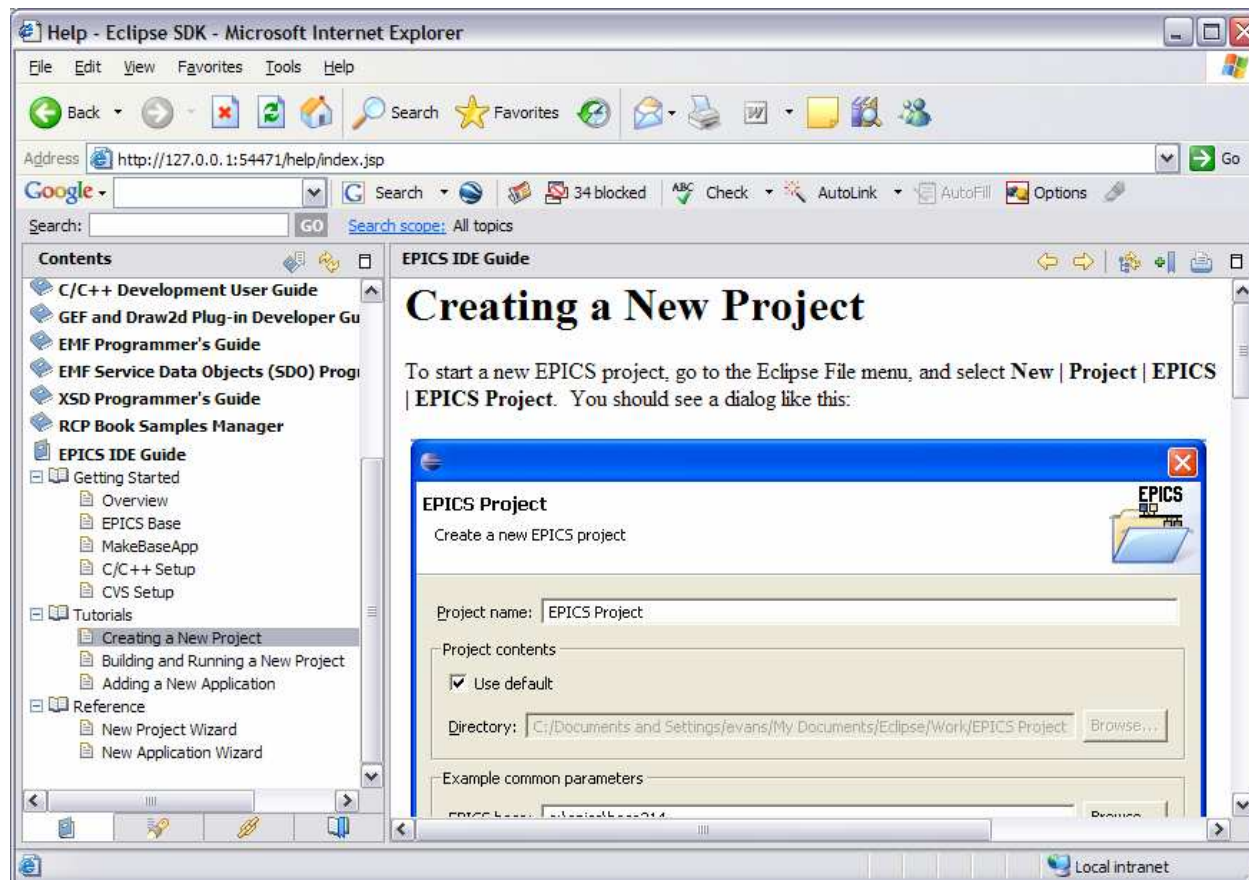 Help - Eclipse SDK - Microsoft Internet Explorer
File Edit View Favorites Tools Help
Back Search Favorites
Address http://127.0.0.1:54471/help/index.jsp Go
Google Search 34 blocked ABC Check AutoLink AutoFill Options
Search: GO Search scope: All topics
Contents
C/C++ Development User Guide
GEF and Draw2d Plug-in Developer Gu
EMF Programmer's Guide
EMF Service Data Objects (SDO) Progr
XSD Programmer's Guide
RCP Book Samples Manager
EPICS IDE Guide
Getting Started
Overview
EPICS Base
MakeBaseApp
C/C++ Setup
CVS Setup
Tutorials
Creating a New Project
Building and Running a New Project
Adding a New Application
Reference
New Project Wizard
New Application Wizard
EPICS IDE Guide
Creating a New Project
To start a new EPICS project, go to the Eclipse File menu, and select New | Project | EPICS
| EPICS Project. You should see a dialog like this:
EPICS Project
EPICS
Create a new EPICS project
Project name: EPICS Project
Project contents
Use default
Directory: C:/Documents and Settings/evans/My Documents/Eclipse/Work/EPICS Project Browse...
Example common parameters
Local intranet